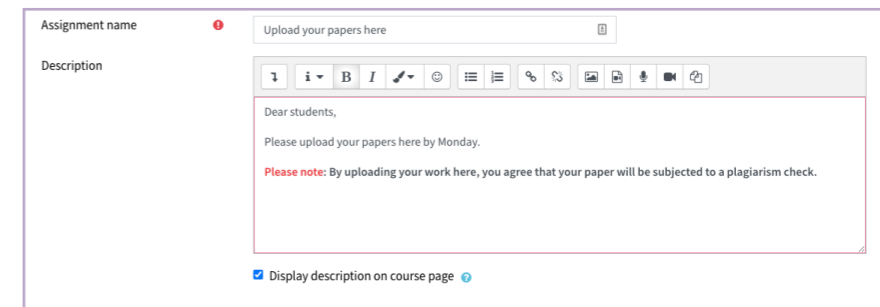 Assignment name
Upload your papers here
Description
B I
Dear students,
Please upload your papers here by Monday.
Please note: By uploading your work here, you agree that your paper will be subjected to a plagiarism check.
Display description on course page